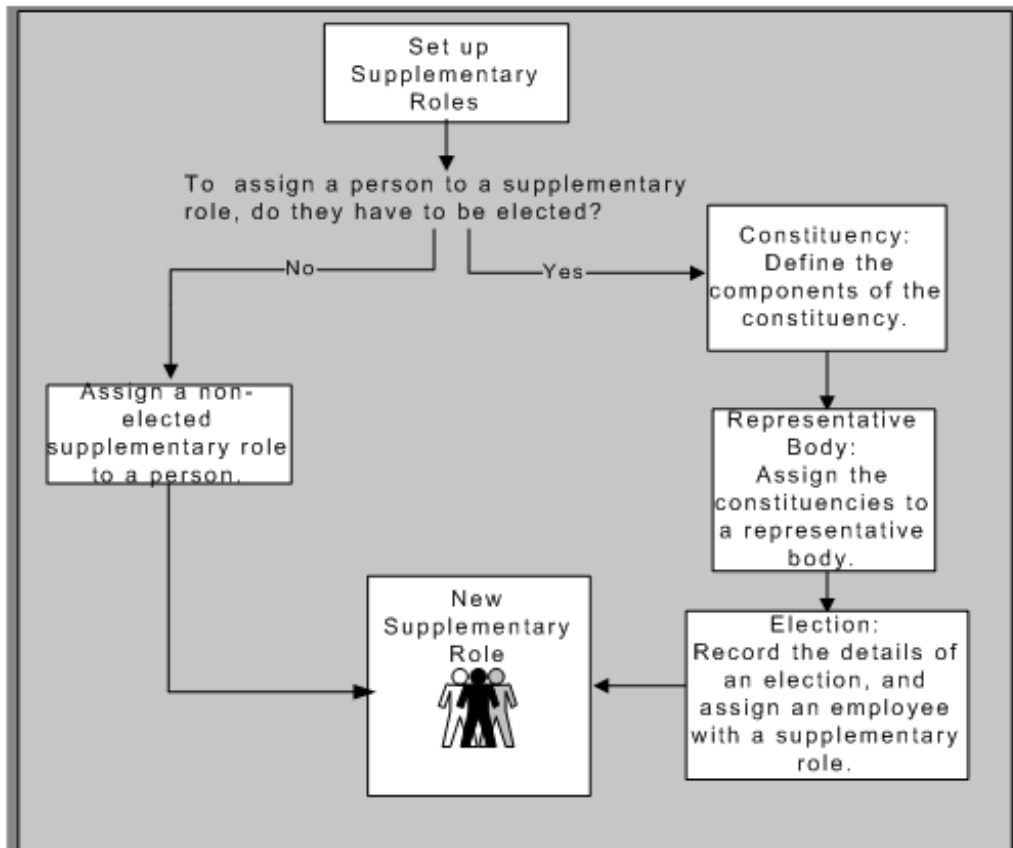 Set up
Supplementary
Roles
To assign a person to a supplementary
role, do they have to be elected?
No
Yes
Constituency:
Define the
components of the
constituency.
Assign a non-
elected
supplementary role
to a person.
Representative
Body:
Assign the
constituencies to
a representative
body.
New
Supplementary
Role
Election:
Record the details of
an election, and
assign an employee
with a supplementary
role.